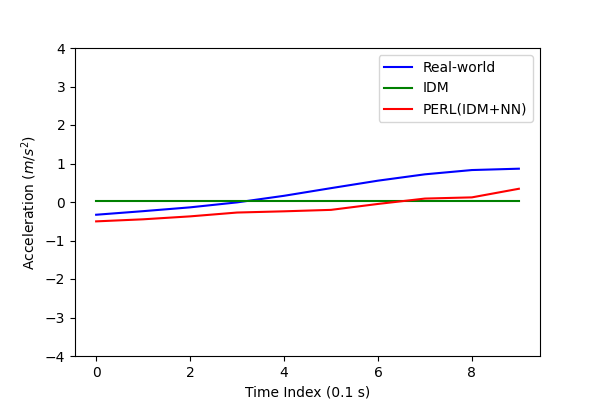 4
3
2
1
0
−1
−2
−3
−4
Acceleration (m/s²)
Real-world
IDM
PERL(IDM+NN)
0 2 4 6 8
Time Index (0.1 s)